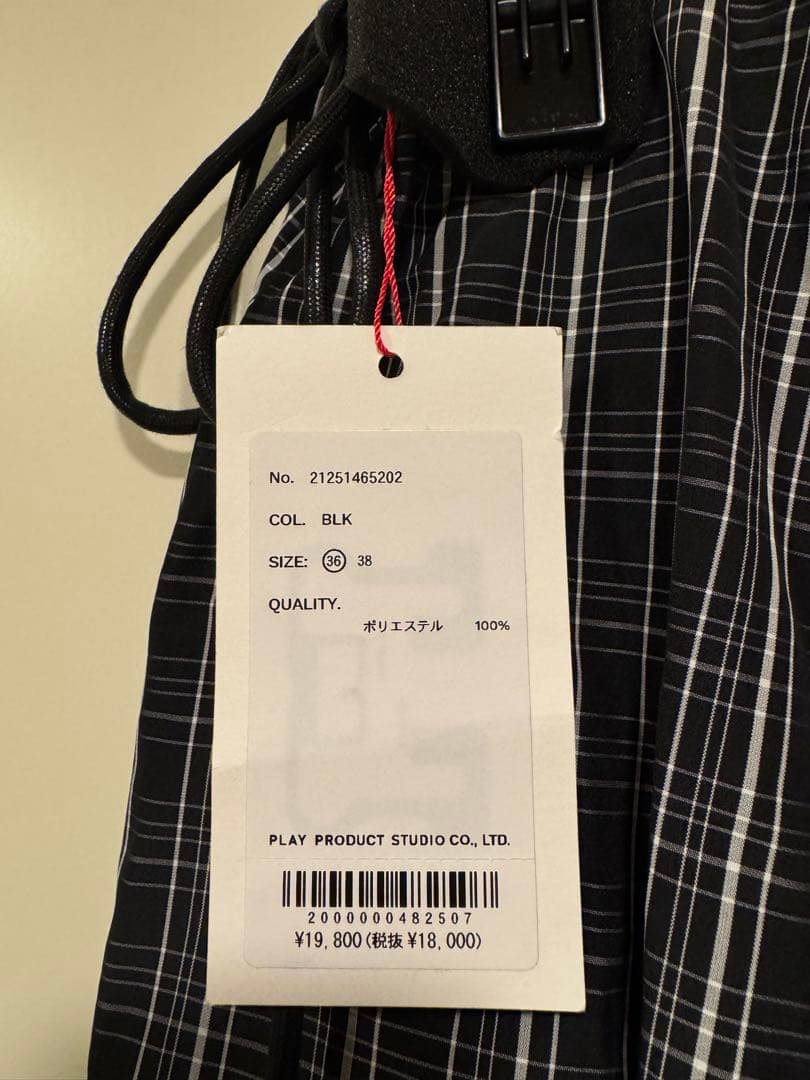 No. 21251465202
COL. BLK
SIZE: 36 38
QUALITY.
ポリエステル 100%
PLAY PRODUCT STUDIO CO., LTD.
2000000482507
¥19,800(税抜¥18,000)